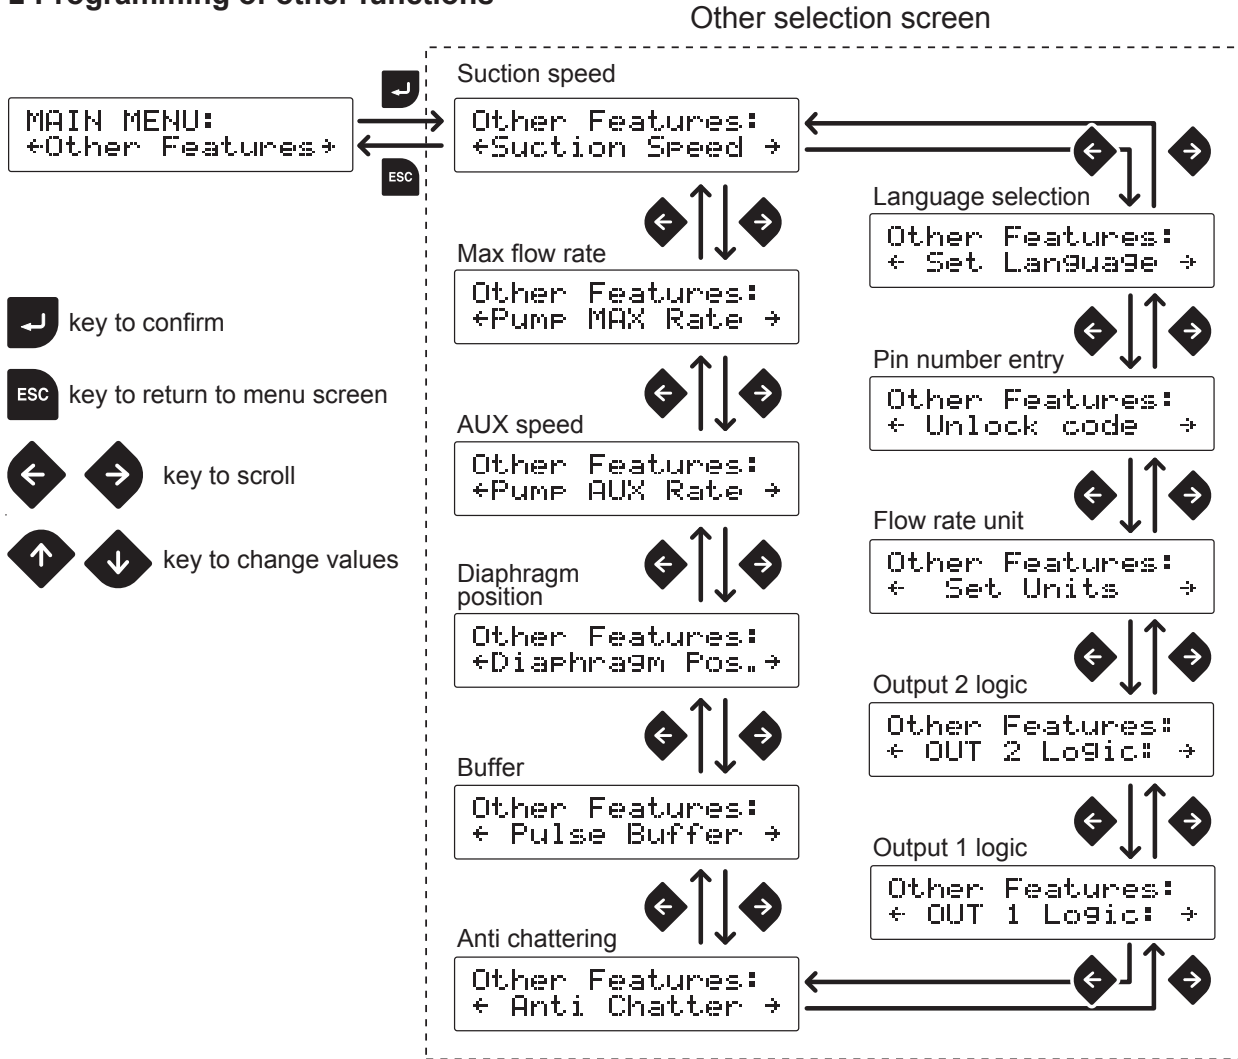 Other selection screen
Suction speed
MAIN MENU:
←Other Features→
ESC
Other Features:
←Suction Speed →
Language selection
Other Features:
← Set Language →
Max flow rate
Other Features:
←Pump MAX Rate →
key to confirm
ESC key to return to menu screen
key to scroll
key to change values
Pin number entry
Other Features:
← Unlock code →
AUX speed
Other Features:
←Pump AUX Rate →
Flow rate unit
Other Features:
← Set Units →
Diaphragm
position
Other Features:
←Diaphragm Pos.→
Output 2 logic
Other Features:
← OUT 2 Logic: →
Buffer
Other Features:
← Pulse Buffer →
Output 1 logic
Other Features:
← OUT 1 Logic: →
Anti chattering
Other Features:
← Anti Chatter →